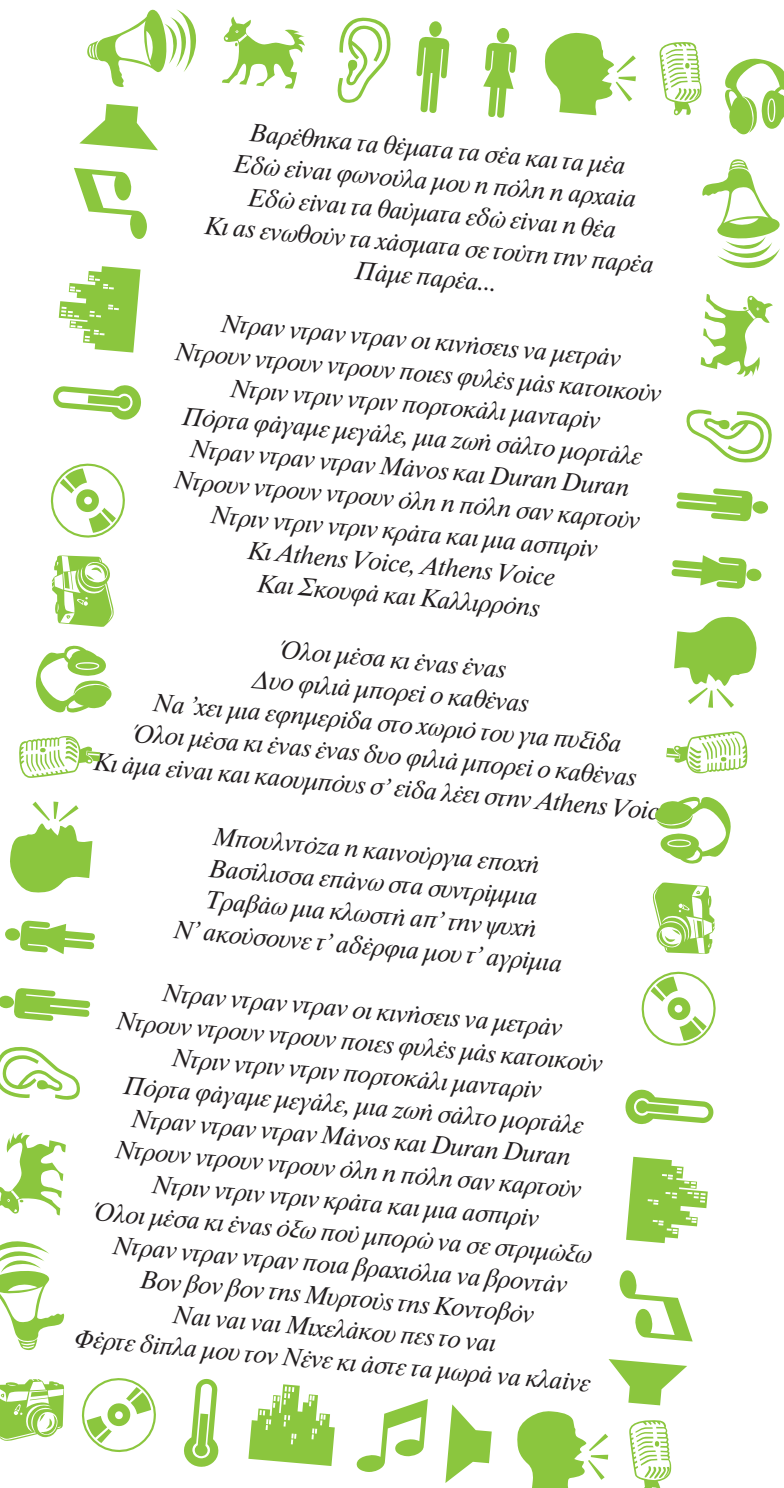 Βαρέθηκα τα θέματα τα σέα και τα μέα
Εδώ είναι φωνούλα μου η πόλη η αρχαία
Εδώ είναι τα θαύματα εδώ είναι η θέα
Κι ας ενωθούν τα χάσματα σε τούτη την παρέα
Πάμε παρέα...

Ντραν ντραν ντραν οι κινήσεις να μετράν
Ντρουν ντρουν ντρουν ποιες φυλές μάς κατοικούν
Ντριν ντριν ντριν πορτοκάλι μανταρίν
Πόρτα φάγαμε μεγάλε, μια ζωή σάλτο μορτάλε
Ντραν ντραν ντραν Μάνος και Duran Duran
Ντρουν ντρουν ντρουν όλη η πόλη σαν καρτούν
Ντριν ντριν ντριν κράτα και μια ασπιρίν
Κι Athens Voice, Athens Voice
Και Σκουφά και Καλλιρρόης

Όλοι μέσα κι ένας ένας
Δυο φιλιά μπορεί ο καθένας
Να ’χει μια εφημερίδα στο χωριό του για πυξίδα
Όλοι μέσα κι ένας ένας δυο φιλιά μπορεί ο καθένας
Κι άμα είναι και καουμπόυς σ’ είδα λέει στην Athens Voic

Μπουλντόζα η καινούργια εποχή
Βασίλισσα επάνω στα συντρίμμια
Τραβάω μια κλωστή απ’ την ψυχή
Ν’ ακούσουνε τ’ αδέρφια μου τ’ αγρίμια

Ντραν ντραν ντραν οι κινήσεις να μετράν
Ντρουν ντρουν ντρουν ποιες φυλές μάς κατοικούν
Ντριν ντριν ντριν πορτοκάλι μανταρίν
Πόρτα φάγαμε μεγάλε, μια ζωή σάλτο μορτάλε
Ντραν ντραν ντραν Μάνος και Duran Duran
Ντρουν ντρουν ντρουν όλη η πόλη σαν καρτούν
Ντριν ντριν ντριν κράτα και μια ασπιρίν
Όλοι μέσα κι ένας όξω πού μπορώ να σε στριμώξω
Ντραν ντραν ντραν ποια βραχιόλια να βροντάν
Βον βον βον της Μυρτούς της Κοντοβόν
Ναι ναι ναι Μιχελάκου πες το ναι
Φέρτε δίπλα μου τον Νένε κι άστε τα μωρά να κλαίνε